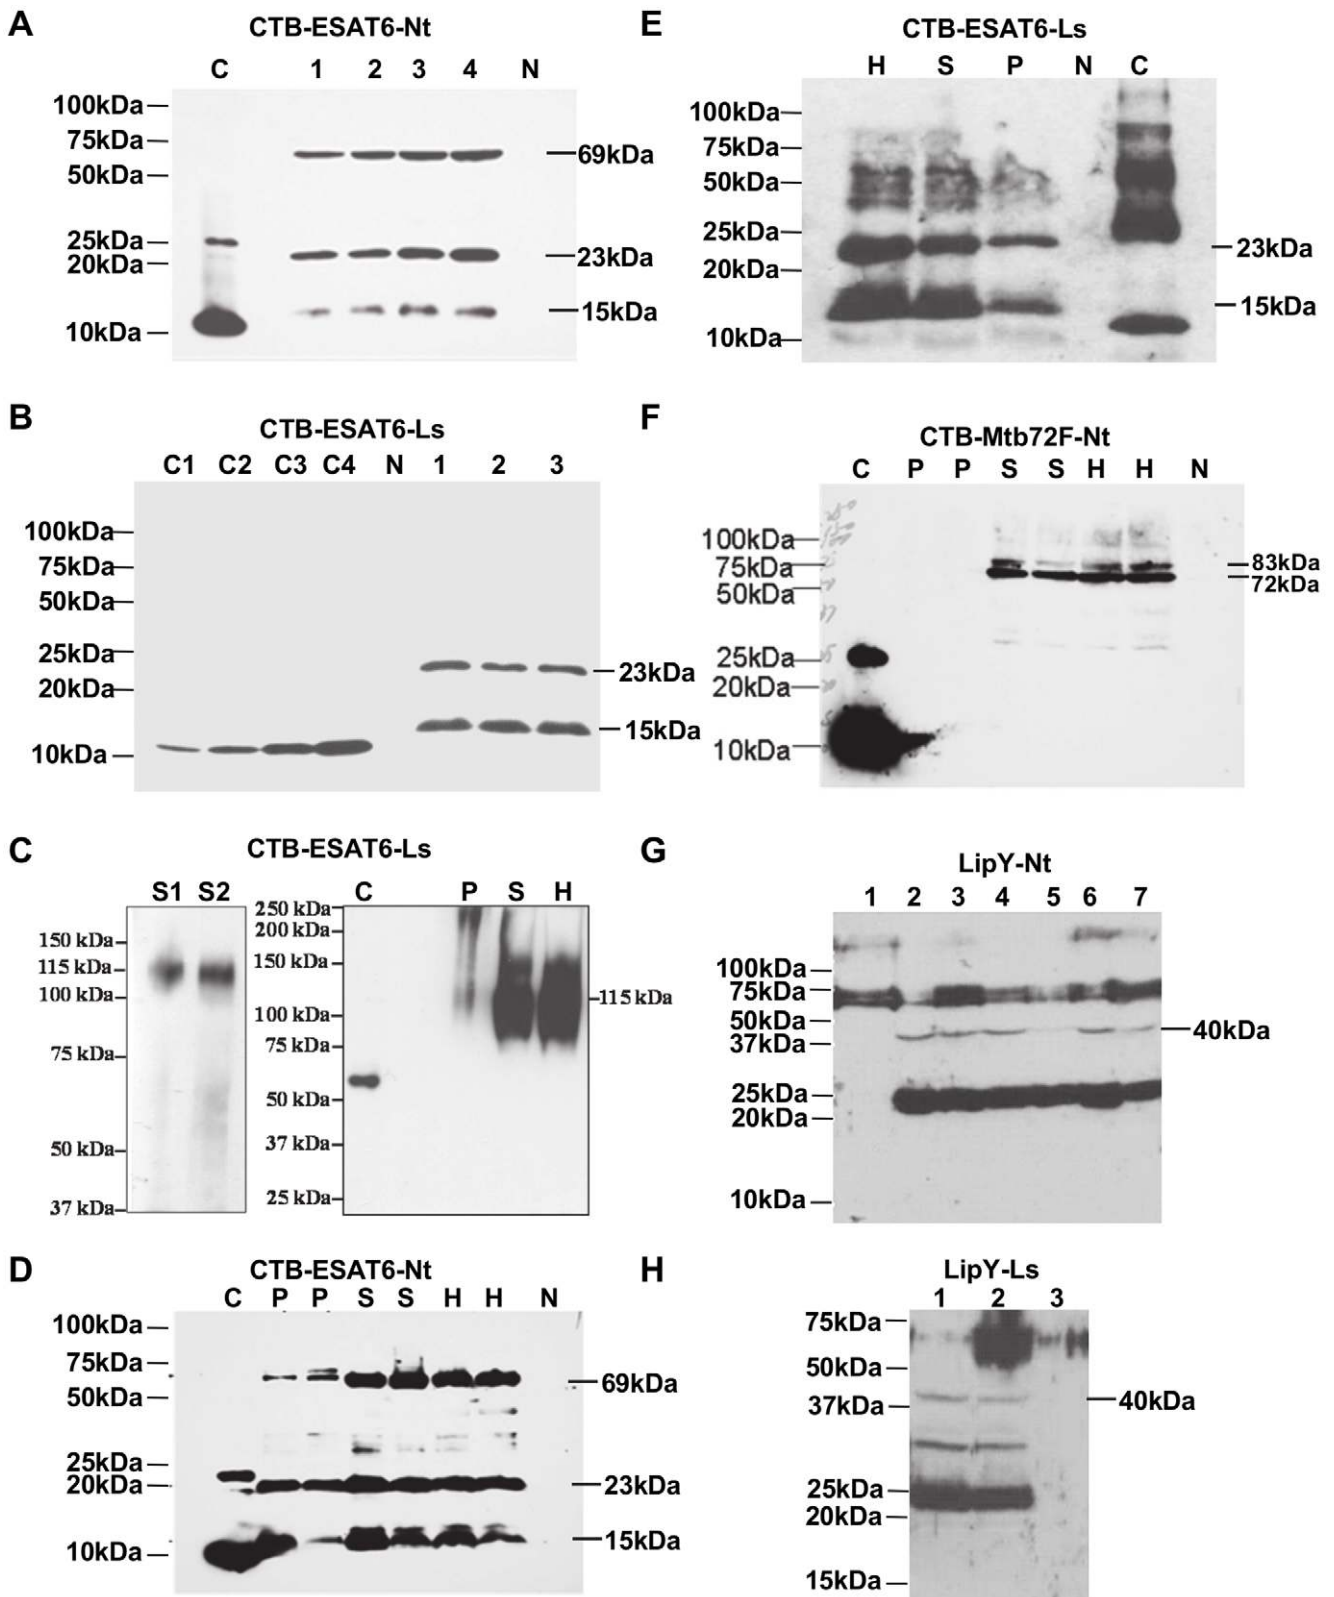 A
CTB-ESAT6-Nt
C 1 2 3 4 N
100kDa
75kDa
50kDa
25kDa
20kDa
10kDa
69kDa
23kDa
15kDa
B
CTB-ESAT6-Ls
C1 C2 C3 C4 N 1 2 3
100kDa
75kDa
50kDa
25kDa
20kDa
10kDa
23kDa
15kDa
C
CTB-ESAT6-Ls
S1 S2
150 kDa
115 kDa
100 kDa
75 kDa
50 kDa
37 kDa
C P S H
250 kDa
200 kDa
150 kDa
100 kDa
75 kDa
50 kDa
37 kDa
25 kDa
115 kDa
D
CTB-ESAT6-Nt
C P P S S H H N
100kDa
75kDa
50kDa
25kDa
20kDa
10kDa
69kDa
23kDa
15kDa
E
CTB-ESAT6-Ls
H S P N C
100kDa
75kDa
50kDa
25kDa
20kDa
10kDa
23kDa
15kDa
F
CTB-Mtb72F-Nt
C P P S S H H N
100kDa
75kDa
50kDa
25kDa
20kDa
10kDa
83kDa
72kDa
G
LipY-Nt
1 2 3 4 5 6 7
100kDa
75kDa
50kDa
37kDa
25kDa
20kDa
10kDa
40kDa
H
LipY-Ls
1 2 3
75kDa
50kDa
37kDa
25kDa
20kDa
15kDa
40kDa